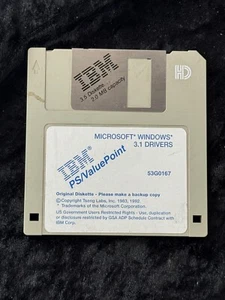 IBM
3.5 Diskette
2.0 MB capacity
HD
MICROSOFT* WINDOWS*
3.1 DRIVERS
IBM®
PS/ValuePoint
53G0167
Original Diskette - Please make a backup copy
© Copyright Tseng Labs, Inc. 1992, 1993.
* Trademarks of the Microsoft Corporation.
US Government Users Restricted Rights - Use, duplication
or disclosure restricted by GSA ADP Schedule Contract with
IBM Corp.